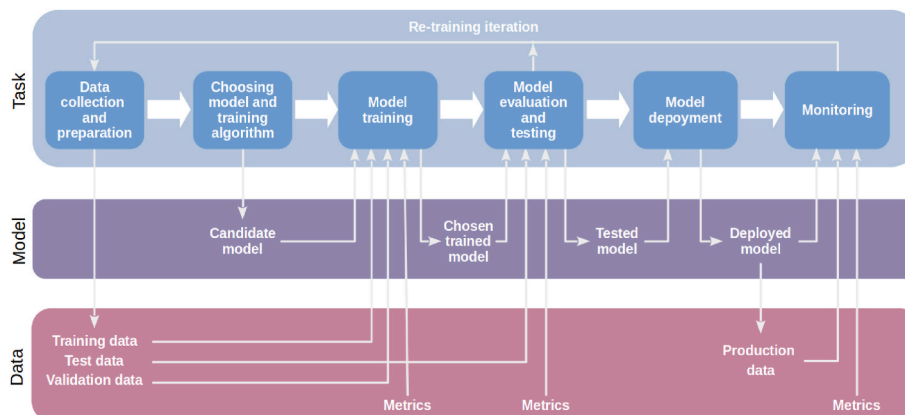 Re-training iteration
Task
Data
collection
and
preparation
Choosing
model and
training
algorithm
Model
training
Model
evaluation
and
testing
Model
depoyment
Monitoring
Model
Candidate
model
Chosen
trained
model
Tested
model
Deployed
model
Data
Training data
Test data
Validation data
Production
data
Metrics
Metrics
Metrics